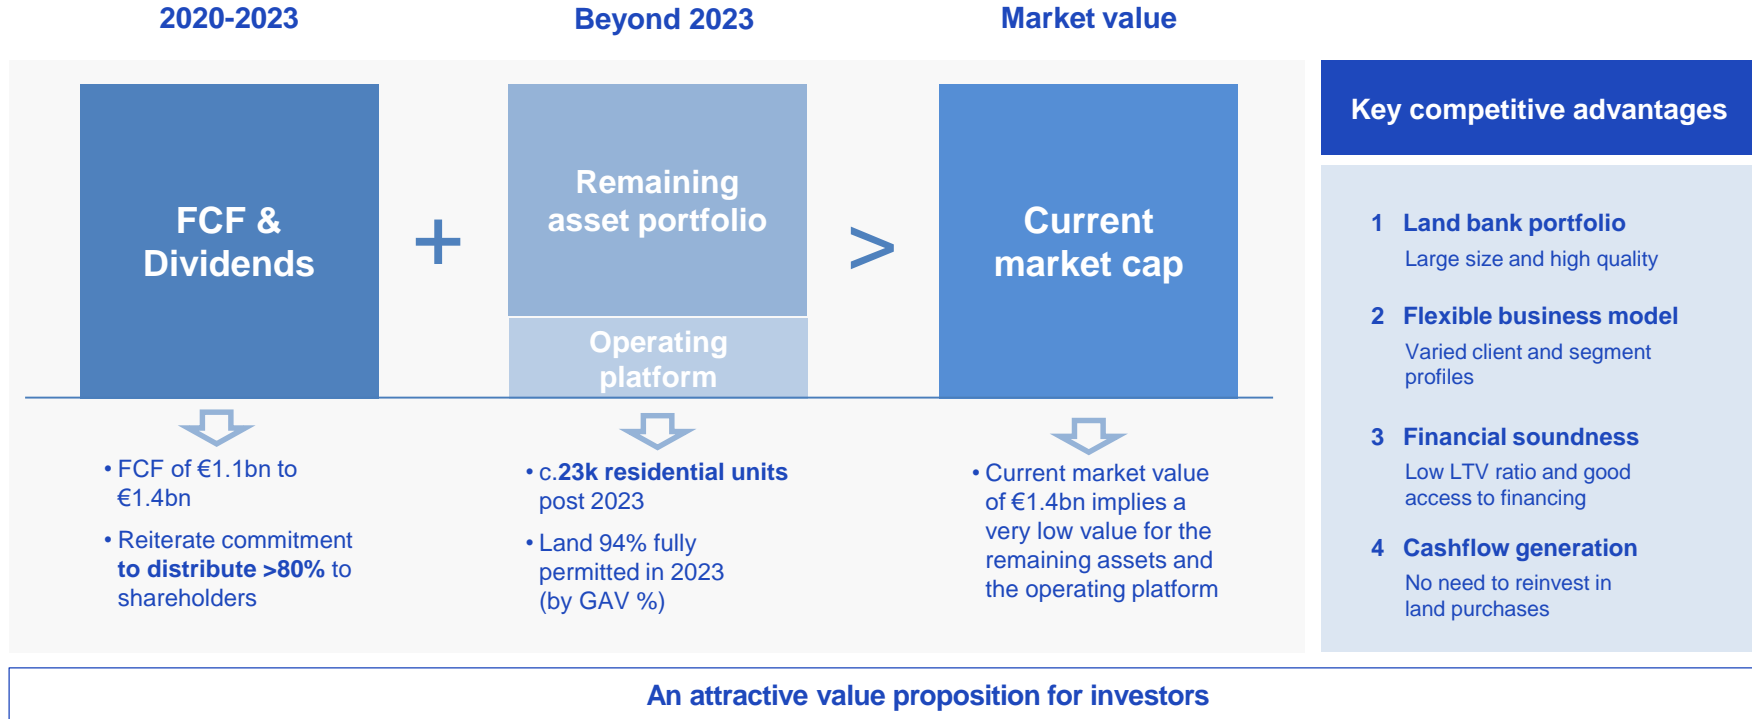 2020-2023
Beyond 2023
Market value
FCF &
Dividends
+
Remaining
asset portfolio
Operating
platform
>
Current
market cap
• FCF of €1.1bn to
€1.4bn
• Reiterate commitment
to distribute >80% to
shareholders
• c.23k residential units
post 2023
• Land 94% fully
permitted in 2023
(by GAV %)
• Current market value
of €1.4bn implies a
very low value for the
remaining assets and
the operating platform
Key competitive advantages
1 Land bank portfolio
Large size and high quality
2 Flexible business model
Varied client and segment
profiles
3 Financial soundness
Low LTV ratio and good
access to financing
4 Cashflow generation
No need to reinvest in
land purchases
An attractive value proposition for investors